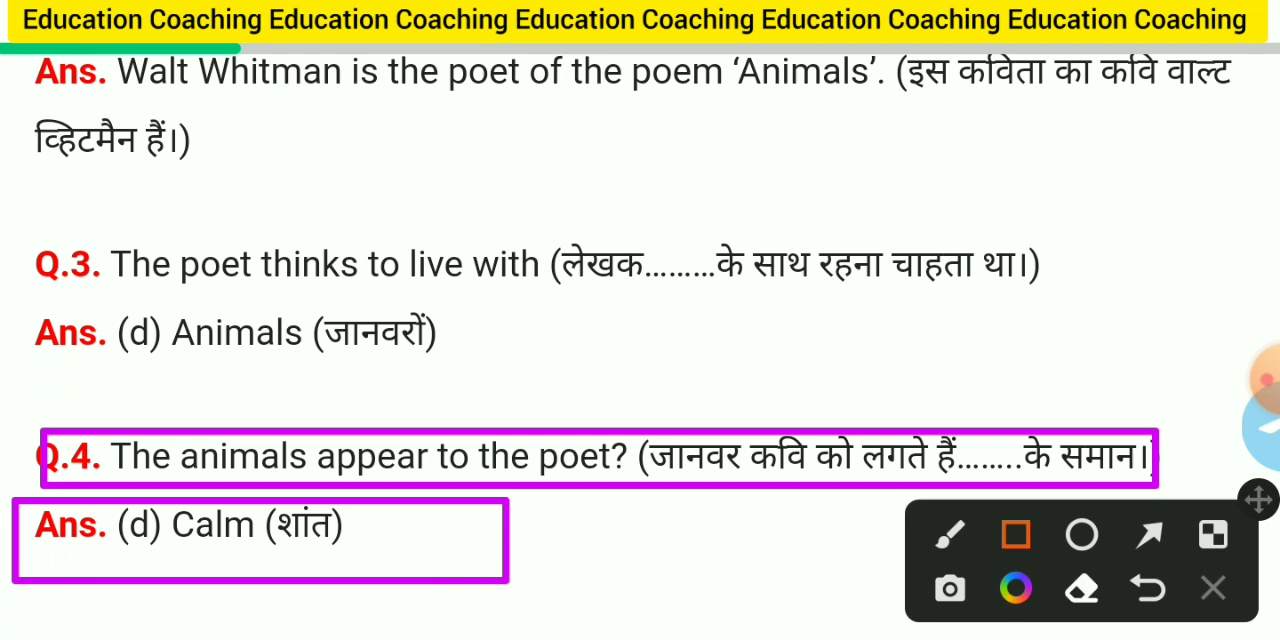 Education Coaching Education Coaching Education Coaching Education Coaching Education Coaching
Ans. Walt Whitman is the poet of the poem ‘Animals’. (इस कविता का कवि वाल्ट
व्हिटमैन हैं।)
Q.3. The poet thinks to live with (लेखक.........के साथ रहना चाहता था।)
Ans. (d) Animals (जानवरों)
Q.4. The animals appear to the poet? (जानवर कवि को लगते हैं........के समान।)
Ans. (d) Calm (शांत)